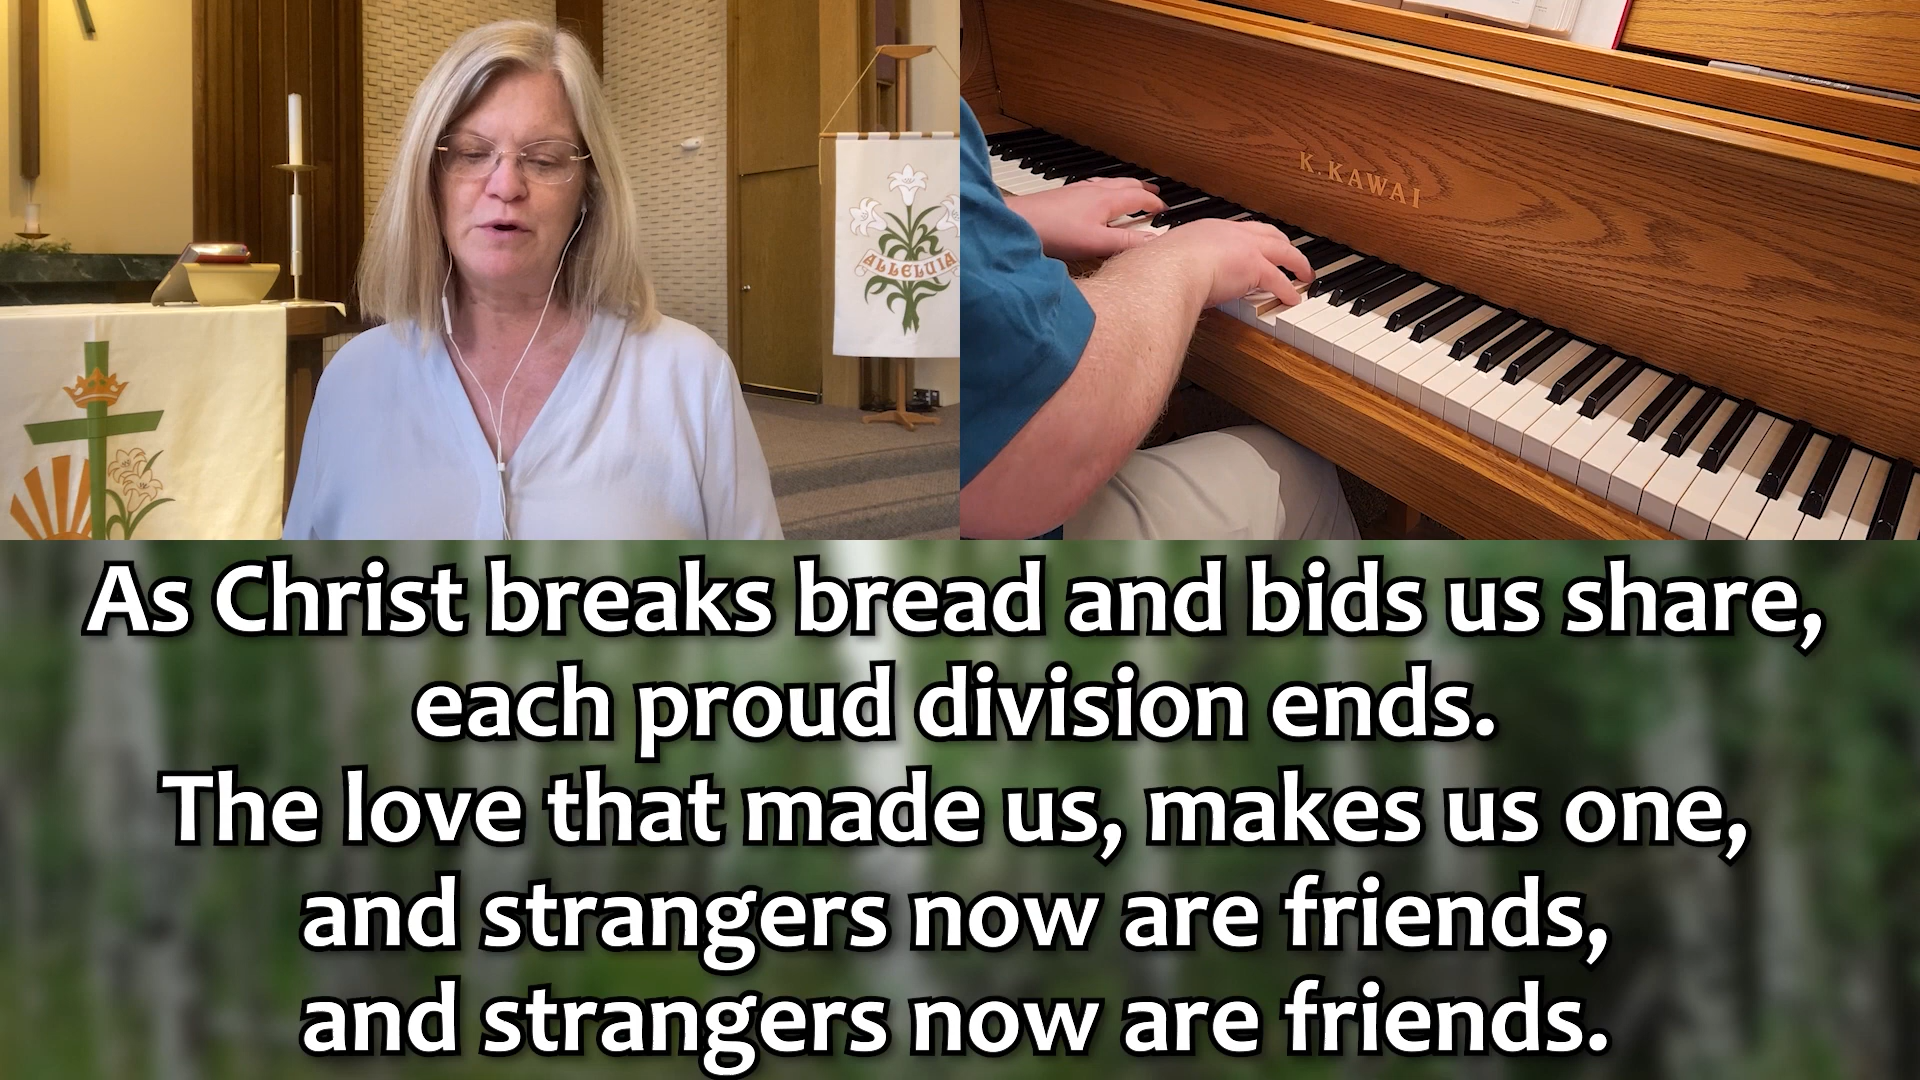 ALLELUIA
K.KAWAI
As Christ breaks bread and bids us share,
each proud division ends.
The love that made us, makes us one,
and strangers now are friends,
and strangers now are friends.